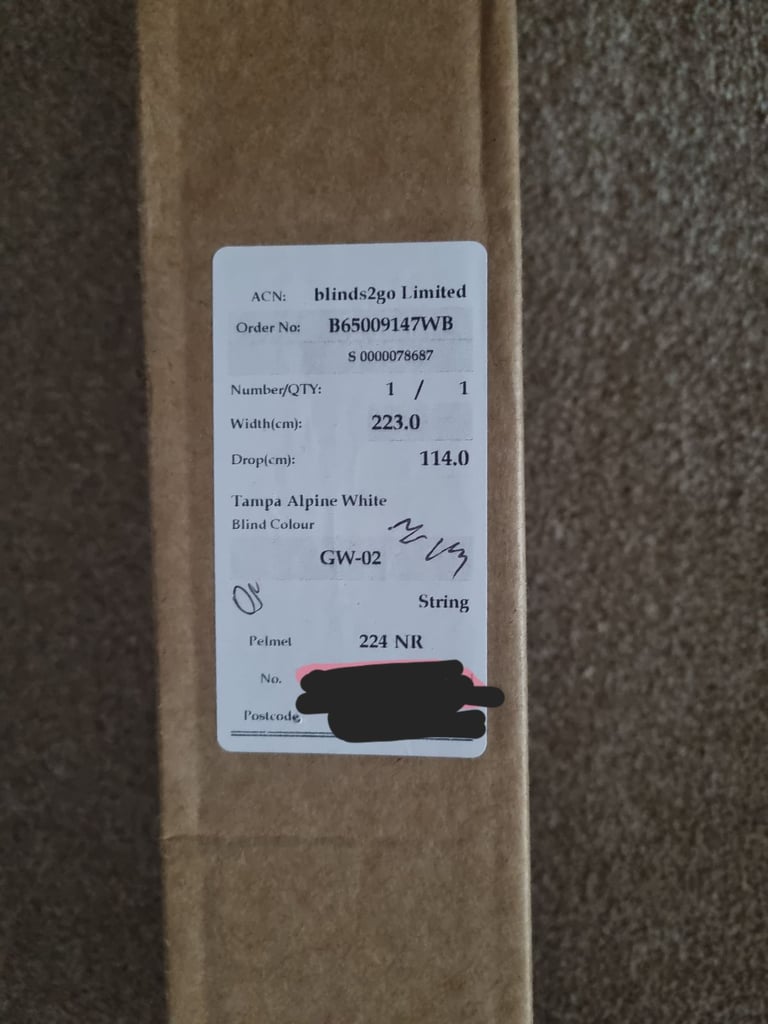 ACN: blinds2go Limited
Order No: B65009147WB
S 0000078687
Number/QTY: 1 / 1
Width(cm): 223.0
Drop(cm): 114.0
Tampa Alpine White
Blind Colour
GW-02
String
Pelmet 224 NR
No.
Postcode